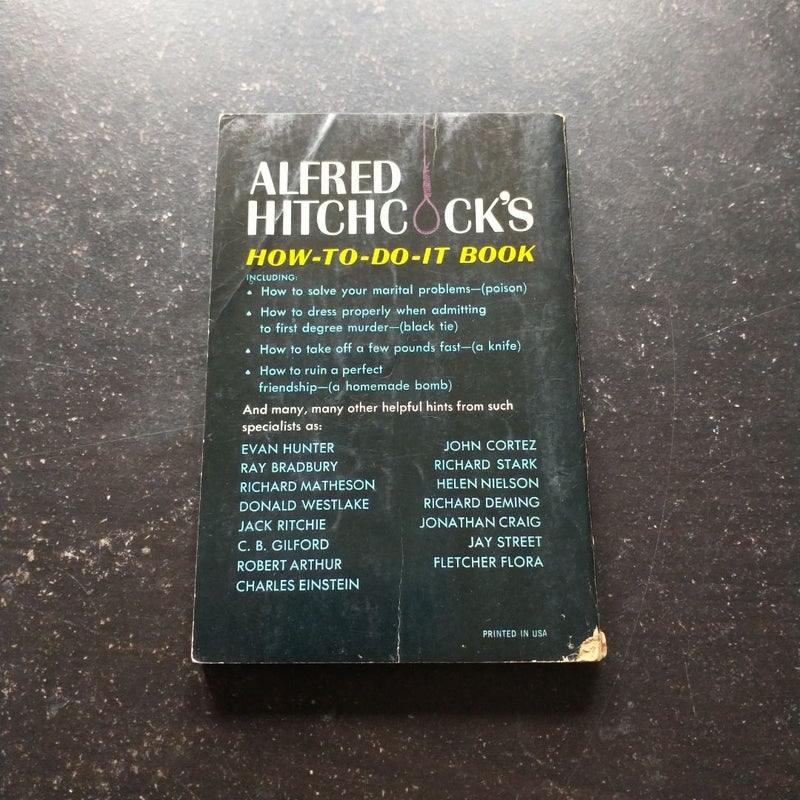 ALFRED
HITCHCOCK'S
HOW-TO-DO-IT BOOK
INCLUDING:
How to solve your marital problems—(poison)
How to dress properly when admitting
to first degree murder—(black tie)
How to take off a few pounds fast—(a knife)
How to ruin a perfect
friendship—(a homemade bomb)
And many, many other helpful hints from such
specialists as:
EVAN HUNTER
RAY BRADBURY
RICHARD MATHESON
DONALD WESTLAKE
JACK RITCHIE
C. B. GILFORD
ROBERT ARTHUR
CHARLES EINSTEIN
JOHN CORTEZ
RICHARD STARK
HELEN NIELSON
RICHARD DEMING
JONATHAN CRAIG
JAY STREET
FLETCHER FLORA
PRINTED IN USA